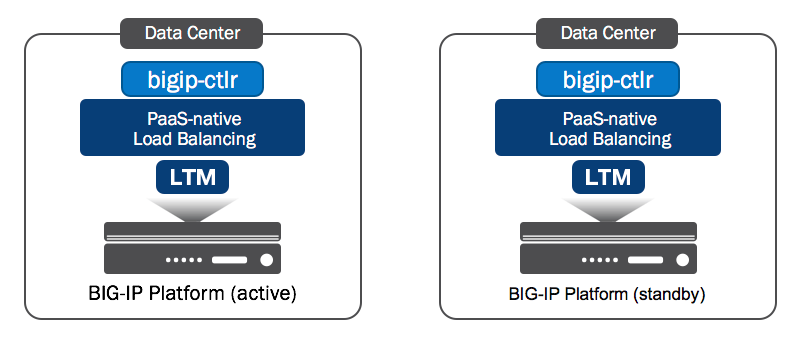 Data Center
bigip-ctlr
PaaS-native
Load Balancing
LTM
BIG-IP Platform (active)
Data Center
bigip-ctlr
PaaS-native
Load Balancing
LTM
BIG-IP Platform (standby)